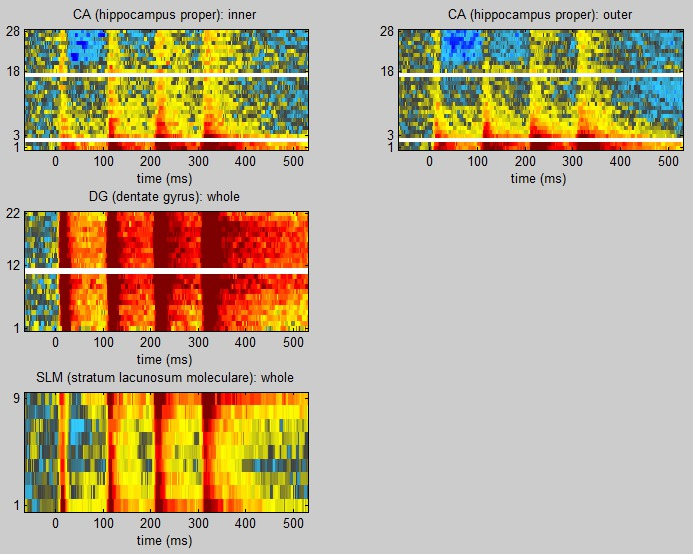 CA (hippocampus proper): inner
28
18
3
1
0 100 200 300 400 500
time (ms)
CA (hippocampus proper): outer
28
18
3
1
0 100 200 300 400 500
time (ms)
DG (dentate gyrus): whole
22
12
1
0 100 200 300 400 500
time (ms)
SLM (stratum lacunosum moleculare): whole
9
1
0 100 200 300 400 500
time (ms)